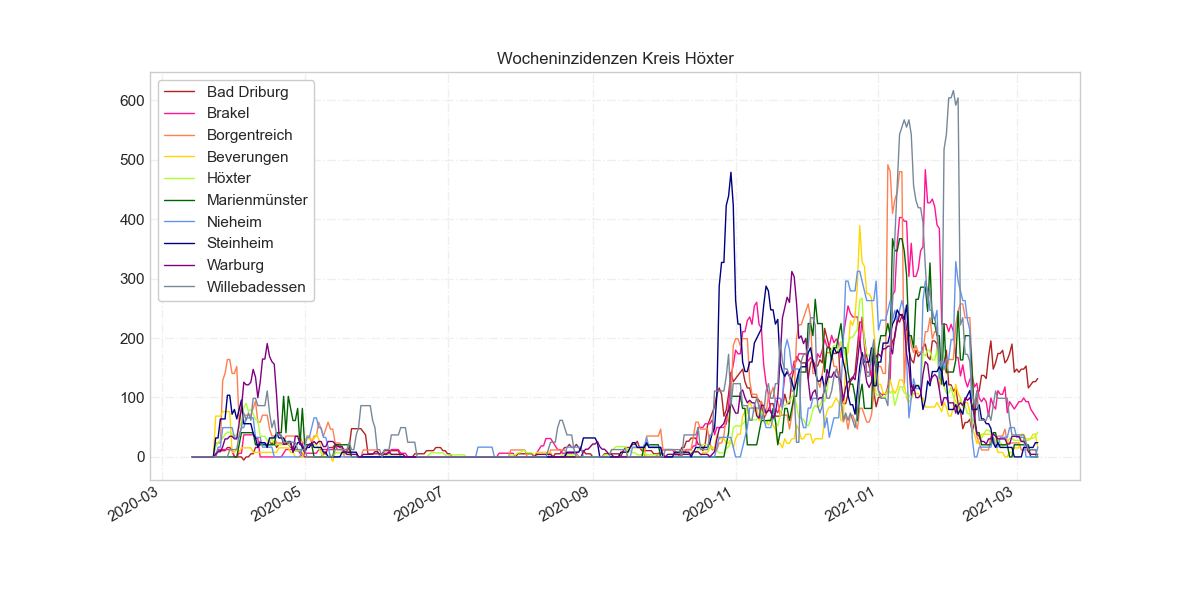 Wocheninzidenzen Kreis Höxter
Bad Driburg
Brakel
Borgentreich
Beverungen
Höxter
Marienmünster
Nieheim
Steinheim
Warburg
Willebadessen
600
500
400
300
200
100
0
2020-03
2020-05
2020-07
2020-09
2020-11
2021-01
2021-03